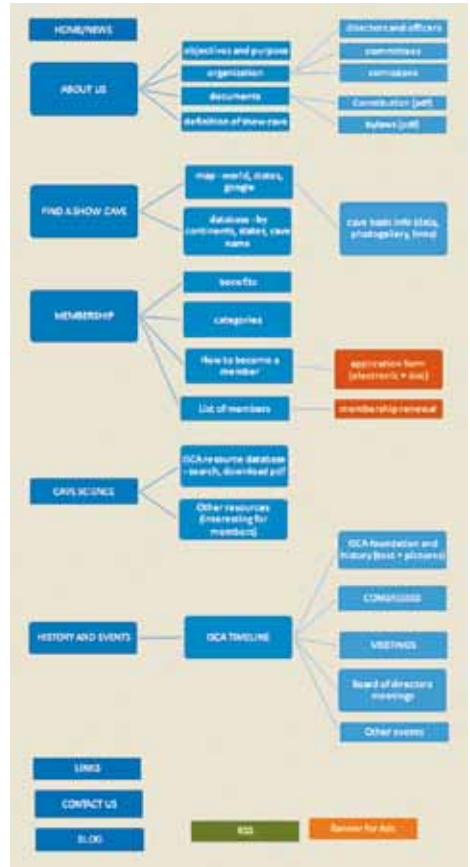 HOME/NEWS
ABOUT US
objectives and purpose
organization
documents
definition of show cave
directors and officers
committees
comissions
Constitution (pdf)
Bylaws (pdf)
FIND A SHOW CAVE
map - world, states,
google
database - by
continents, states, cave
name
cave basic info (data,
photogallery, links)
MEMBERSHIP
benefits
categories
How to become a
member
List of members
application form
(electronic + doc)
membership renewal
CAVE SCIENCE
ISCA resource database
- search, download pdf
Other resources
(interesting for
members)
HISTORY AND EVENTS
ISCA TIMELINE
ISCA foundation and
history (text + pictures)
CONGRESSES
MEETINGS
Board of directors
meetings
Other events
LINKS
CONTACT US
BLOG
RSS
Banner for Ads